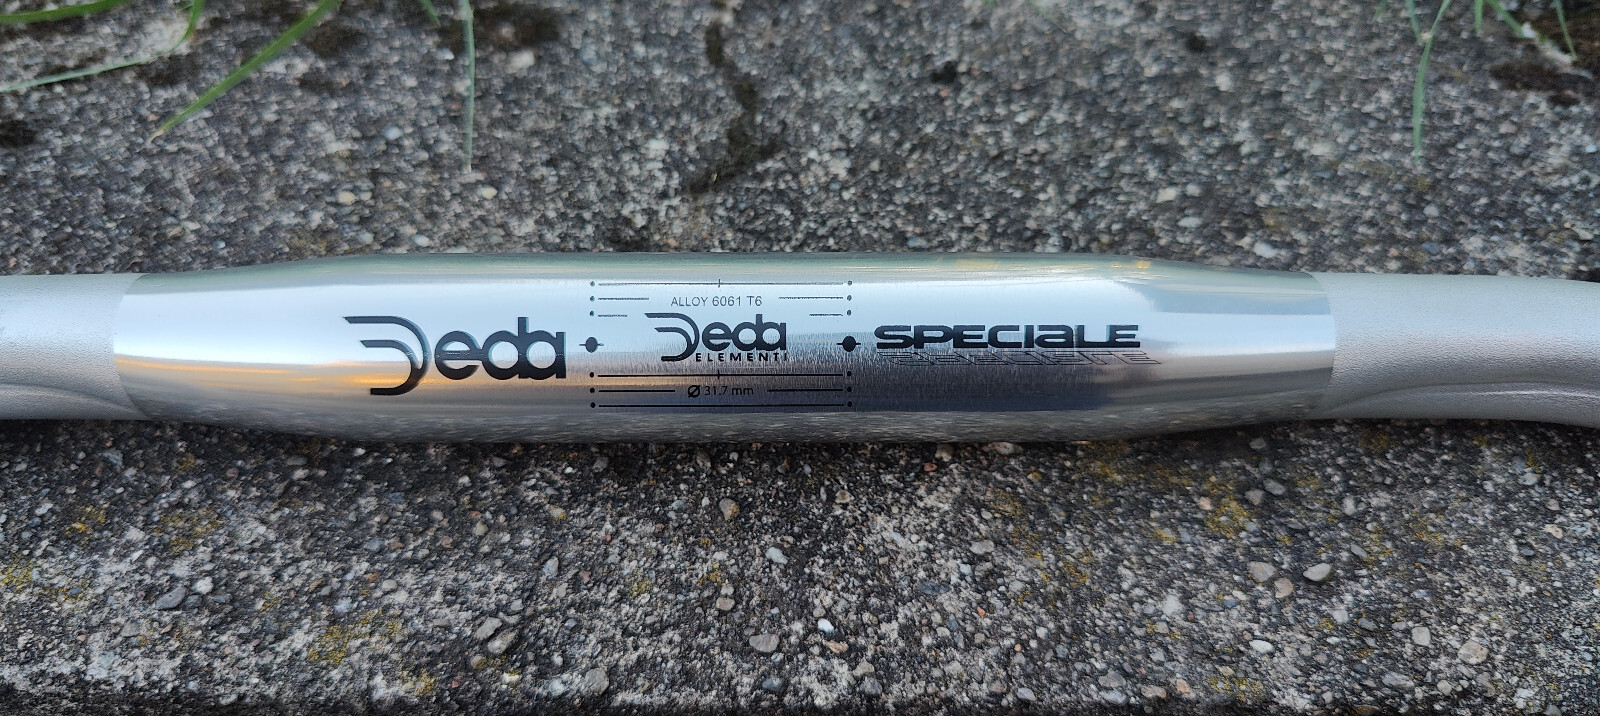 Deda
ALLOY 6061 T6
Deda
ELEMENTI
Ø 31.7 mm
SPECIALE